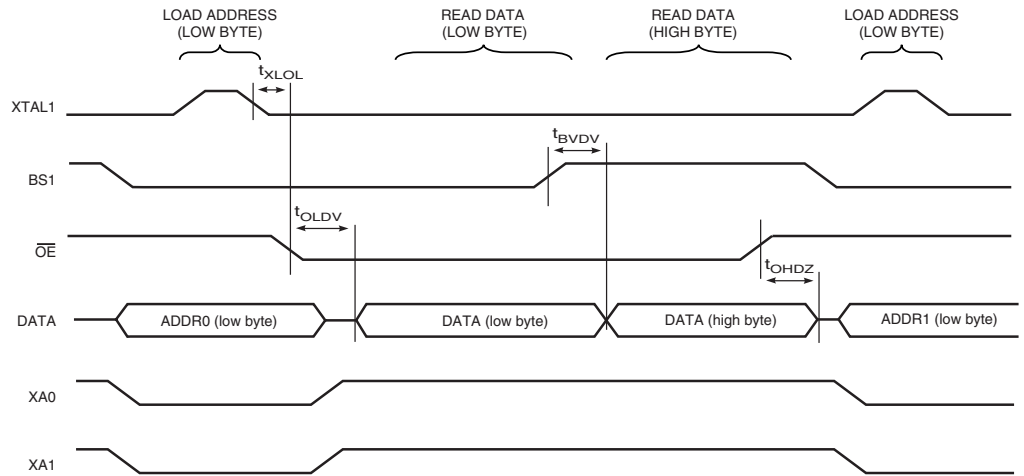 LOAD ADDRESS
(LOW BYTE)
READ DATA
(LOW BYTE)
READ DATA
(HIGH BYTE)
LOAD ADDRESS
(LOW BYTE)
tXLOL
XTAL1
tBVDV
BS1
tOLDV
OE
tOHDZ
DATA
ADDR0 (low byte)
DATA (low byte)
DATA (high byte)
ADDR1 (low byte)
XA0
XA1